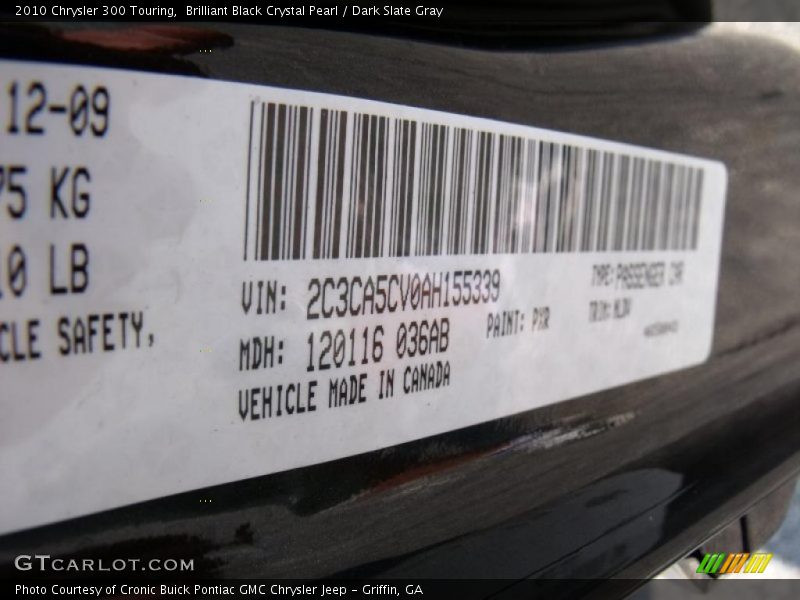 2010 Chrysler 300 Touring,  Brilliant Black Crystal Pearl / Dark Slate Gray
12-09
75 KG
10 LB
CLE SAFETY,
VIN: 2C3CA5CV0AH155339
TYPE: PASSENGER CAR
MDH: 120116 036AB
PAINT: PXR
TRIM:
VEHICLE MADE IN CANADA
GTCARLOT.COM
Photo Courtesy of Cronic Buick Pontiac GMC Chrysler Jeep - Griffin, GA